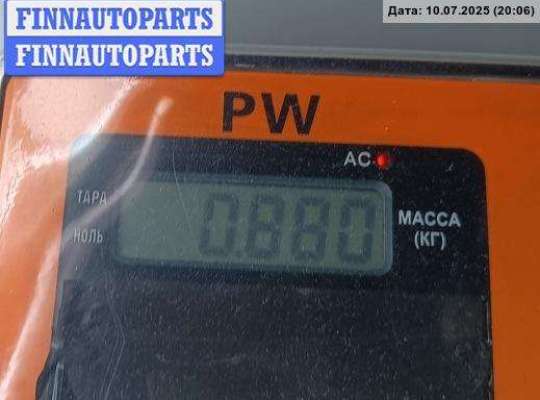 FINNAUTOPARTS
FINNAUTOPARTS
Дата: 10.07.2025 (20:06)
PW
AC
ТАРА
НОЛЬ
0.880
МАССА
(КГ)